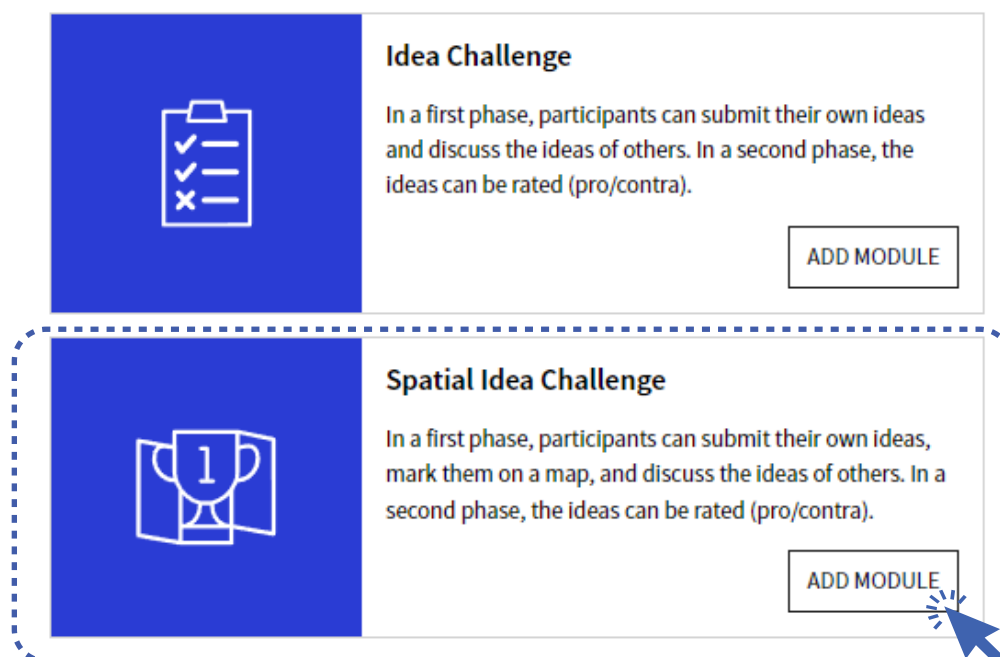 Idea Challenge
In a first phase, participants can submit their own ideas
and discuss the ideas of others. In a second phase, the
ideas can be rated (pro/contra).
ADD MODULE
Spatial Idea Challenge
1
In a first phase, participants can submit their own ideas,
mark them on a map, and discuss the ideas of others. In a
second phase, the ideas can be rated (pro/contra).
ADD MODULE